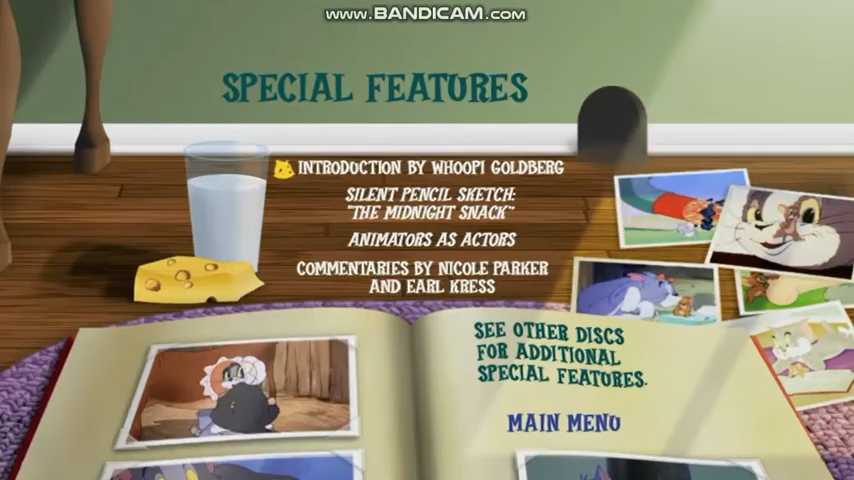 www.BANDICAM.com
SPECIAL FEATURES
INTRODUCTION BY WHOOPI GOLDBERG
SILENT PENCIL SKETCH:
"THE MIDNIGHT SNACK"
ANIMATORS AS ACTORS
COMMENTARIES BY NICOLE PARKER
AND EARL KRESS
SEE OTHER DISCS
FOR ADDITIONAL
SPECIAL FEATURES.
MAIN MENU